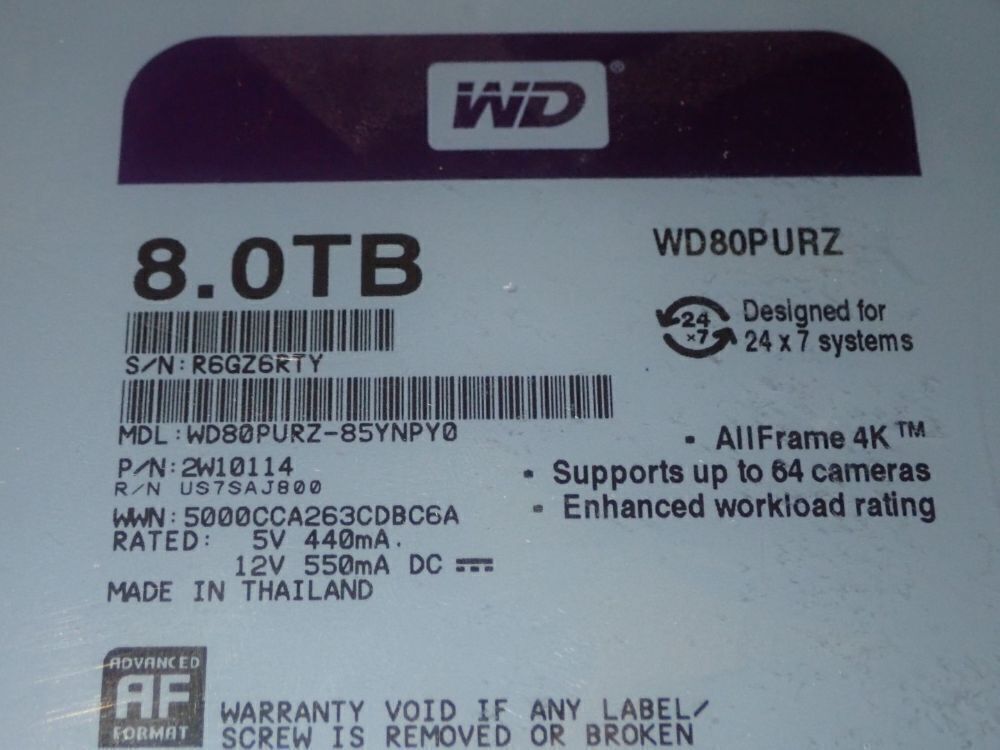 WD®
8.0TB
WD80PURZ
24
x7
Designed for
24 x 7 systems
S/N: R6GZ6RTY
MDL: WD80PURZ-85YNPY0
P/N: 2W10114
R/N US7SAJ800
WWN: 5000CCA263CDBC6A
RATED: 5V 440mA.
12V 550mA DC ⎓
MADE IN THAILAND
• AllFrame 4K™
• Supports up to 64 cameras
• Enhanced workload rating
ADVANCED
AF
FORMAT
WARRANTY VOID IF ANY LABEL/
SCREW IS REMOVED OR BROKEN